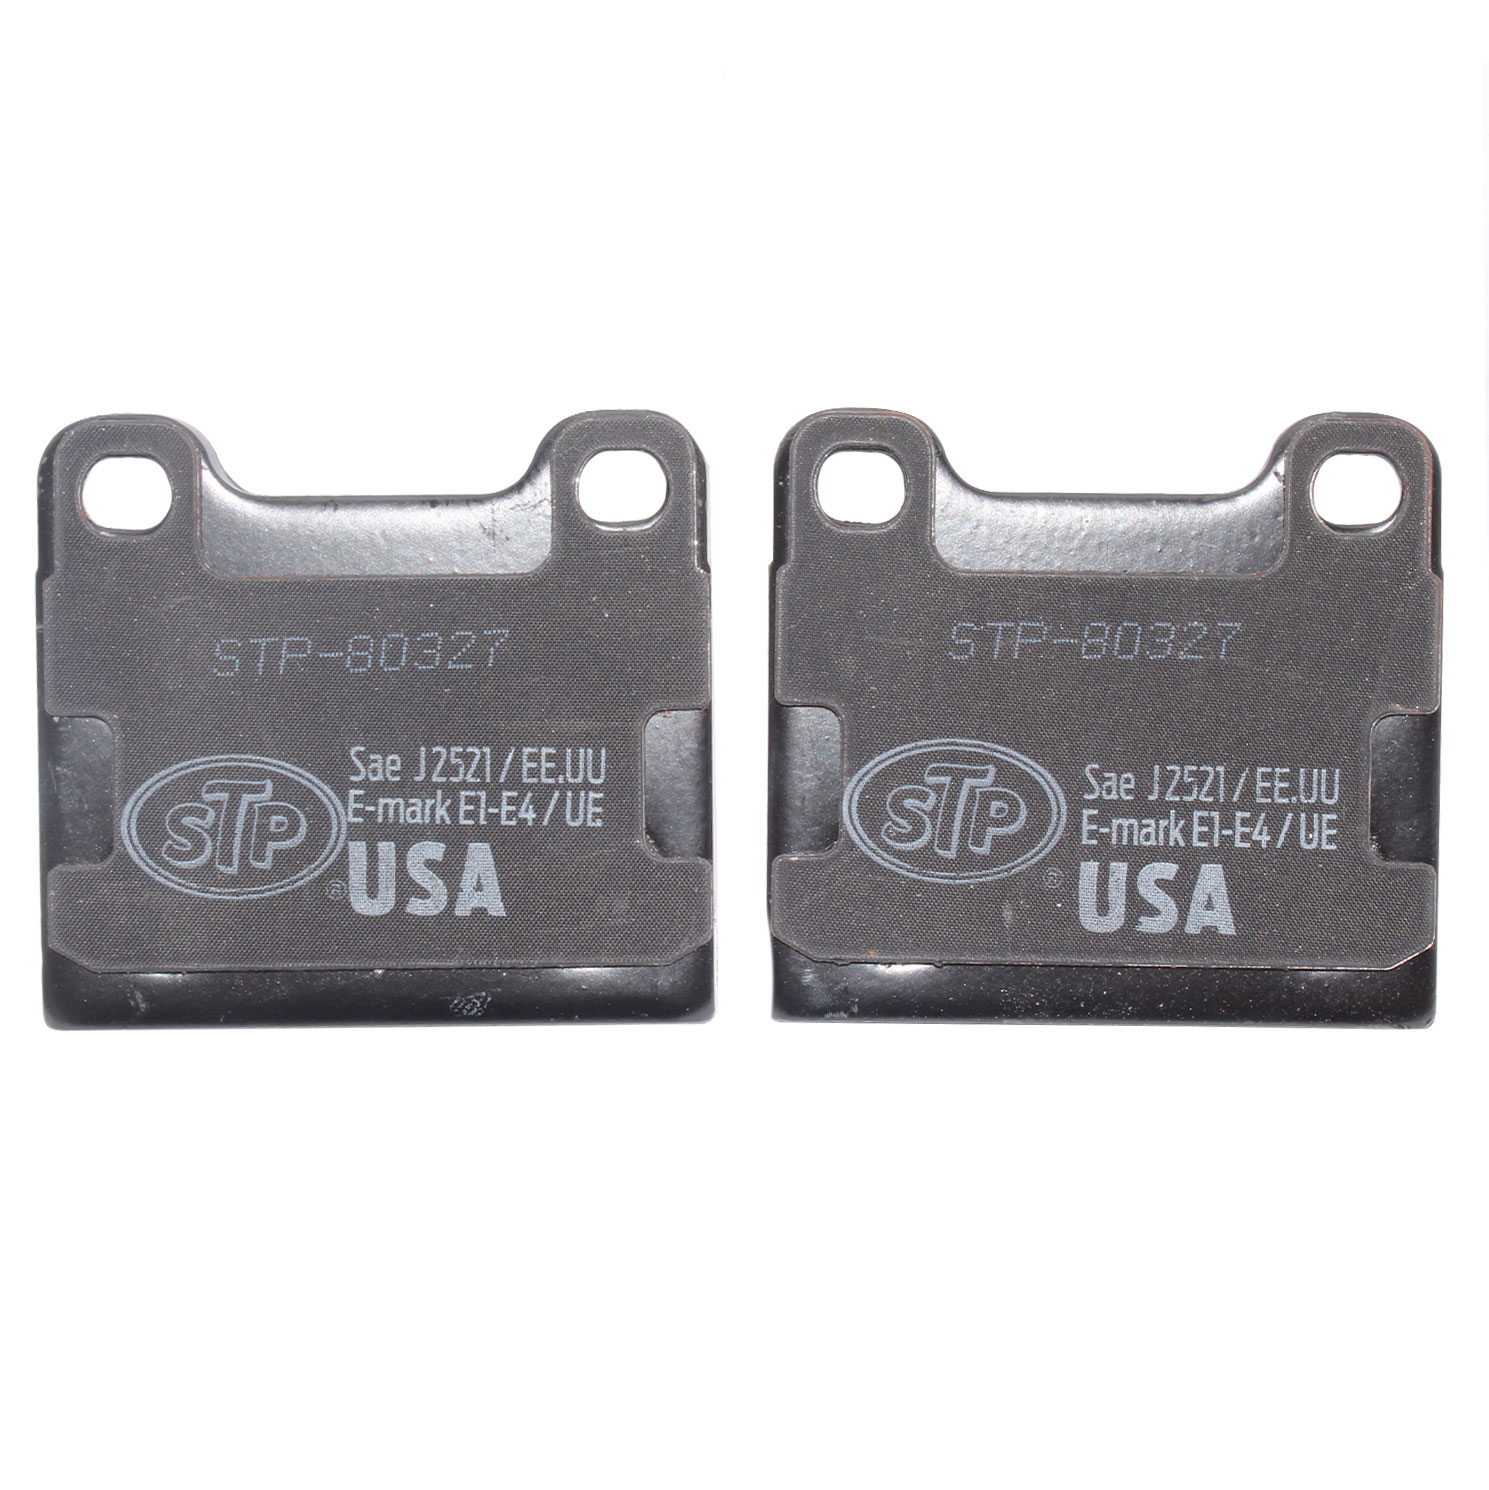 STP-80327
STP
Sae J2521 / EE.UU
E-mark E1-E4 / UE
® USA
STP-80327
STP
Sae J2521 / EE.UU
E-mark E1-E4 / UE
® USA